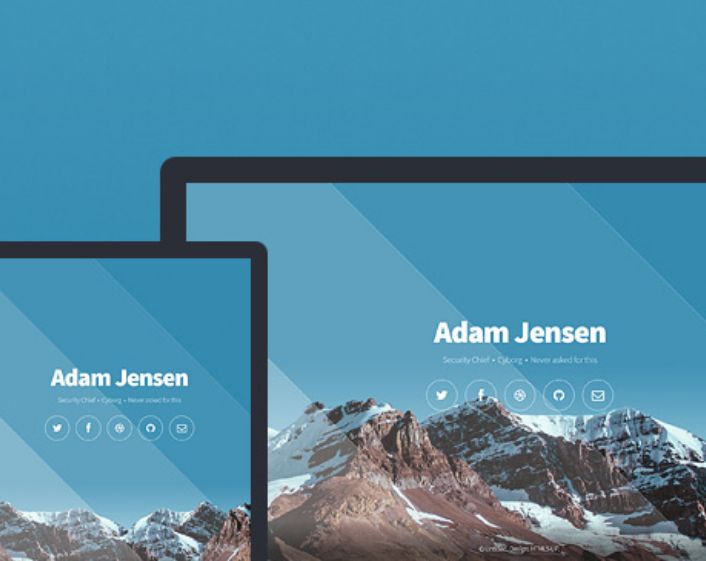 Adam Jensen
Security Chief • Cyborg • Never asked for this
Adam Jensen
Security Chief • Cyborg • Never asked for this
© Untitled. Design: HTML5 UP.